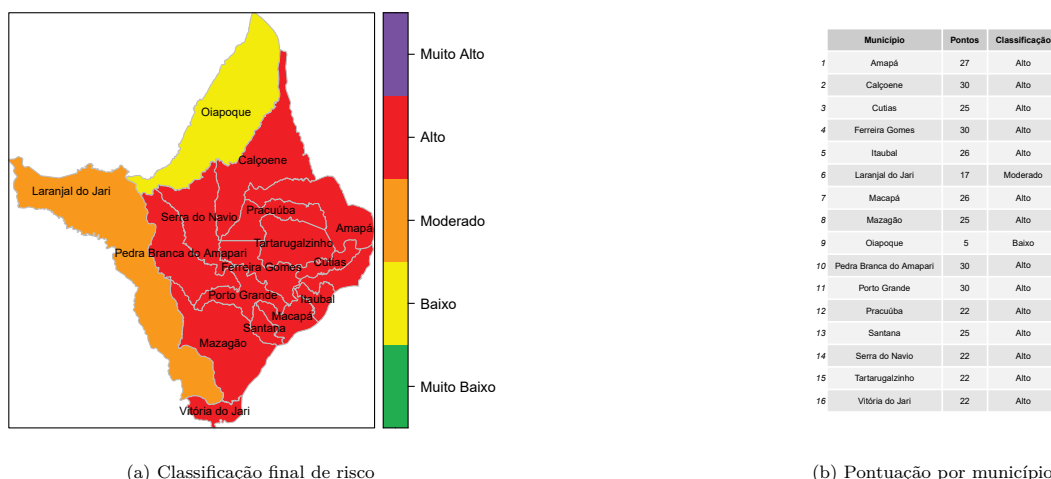 Oiapoque
Calçoene
Laranjal do Jari
Serra do Navio
Pracuúba
Amapá
Tartarugalzinho
Pedra Branca do Amapari
Cutias
Ferreira Gomes
Porto Grande
Itaubal
Macapá
Santana
Mazagão
Vitória do Jari
Muito Alto
Alto
Moderado
Baixo
Muito Baixo
(a) Classificação final de risco
Município Pontos Classificação
1 Amapá 27 Alto
2 Calçoene 30 Alto
3 Cutias 25 Alto
4 Ferreira Gomes 30 Alto
5 Itaubal 26 Alto
6 Laranjal do Jari 17 Moderado
7 Macapá 26 Alto
8 Mazagão 25 Alto
9 Oiapoque 5 Baixo
10 Pedra Branca do Amapari 30 Alto
11 Porto Grande 30 Alto
12 Pracuúba 22 Alto
13 Santana 25 Alto
14 Serra do Navio 22 Alto
15 Tartarugalzinho 22 Alto
16 Vitória do Jari 22 Alto
(b) Pontuação por município